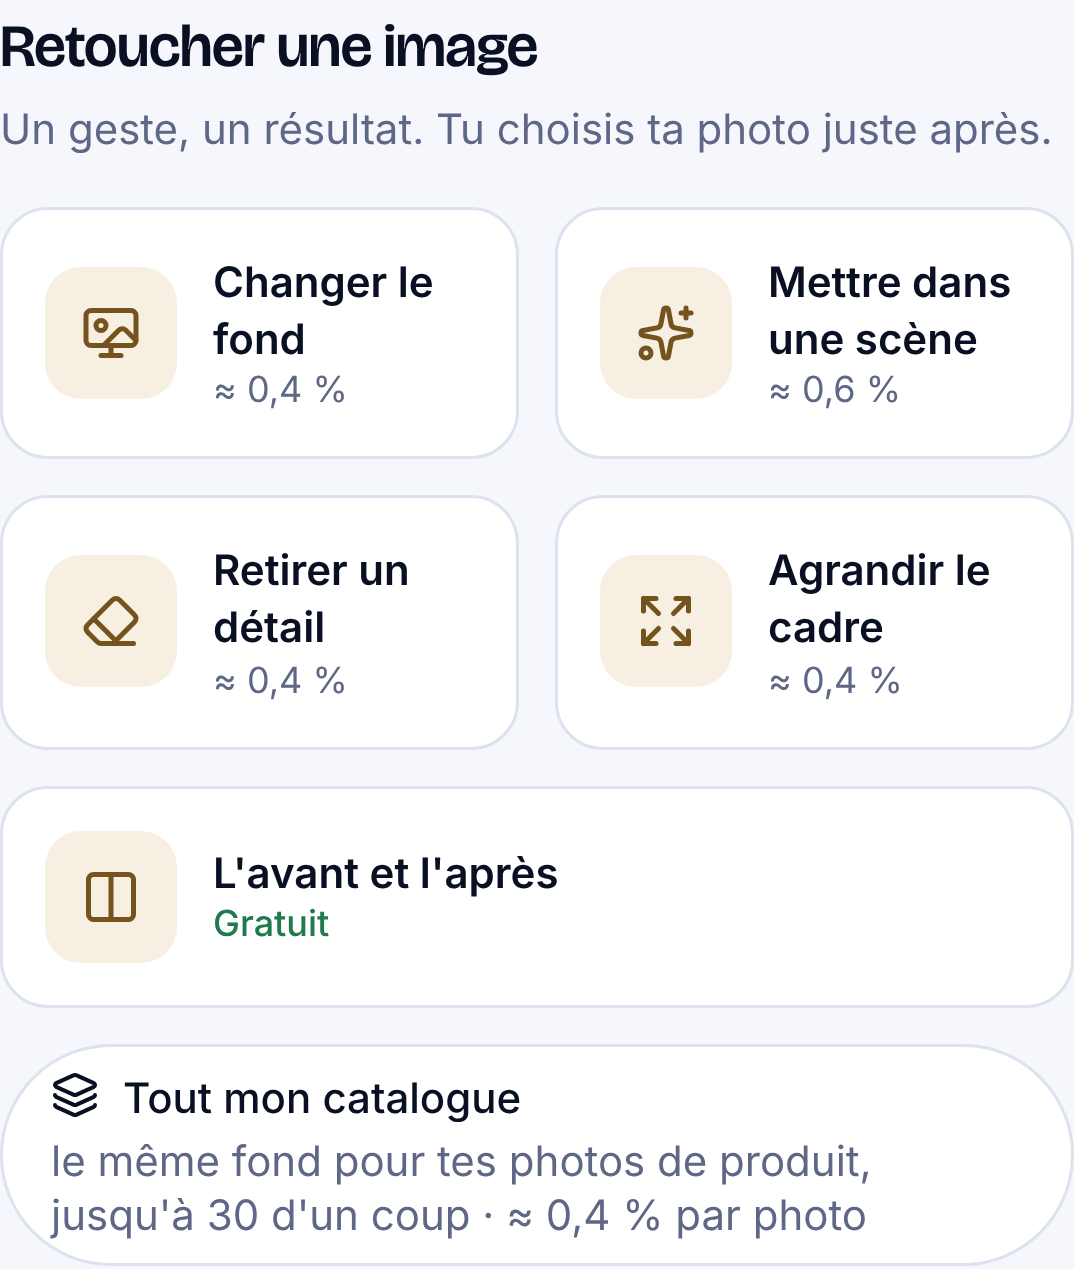 Retoucher une image
Un geste, un résultat. Tu choisis ta photo juste après.
Changer le
fond
≈ 0,4 %
Mettre dans
une scène
≈ 0,6 %
Retirer un
détail
≈ 0,4 %
Agrandir le
cadre
≈ 0,4 %
L'avant et l'après
Gratuit
Tout mon catalogue
le même fond pour tes photos de produit,
jusqu'à 30 d'un coup · ≈ 0,4 % par photo